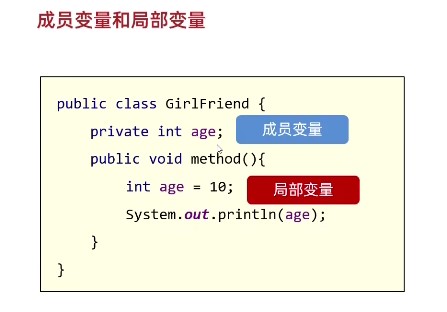 成员变量和局部变量
public class GirlFriend {
private int age; 成员变量
public void method(){
int age = 10; 局部变量
System.out.println(age);
}
}